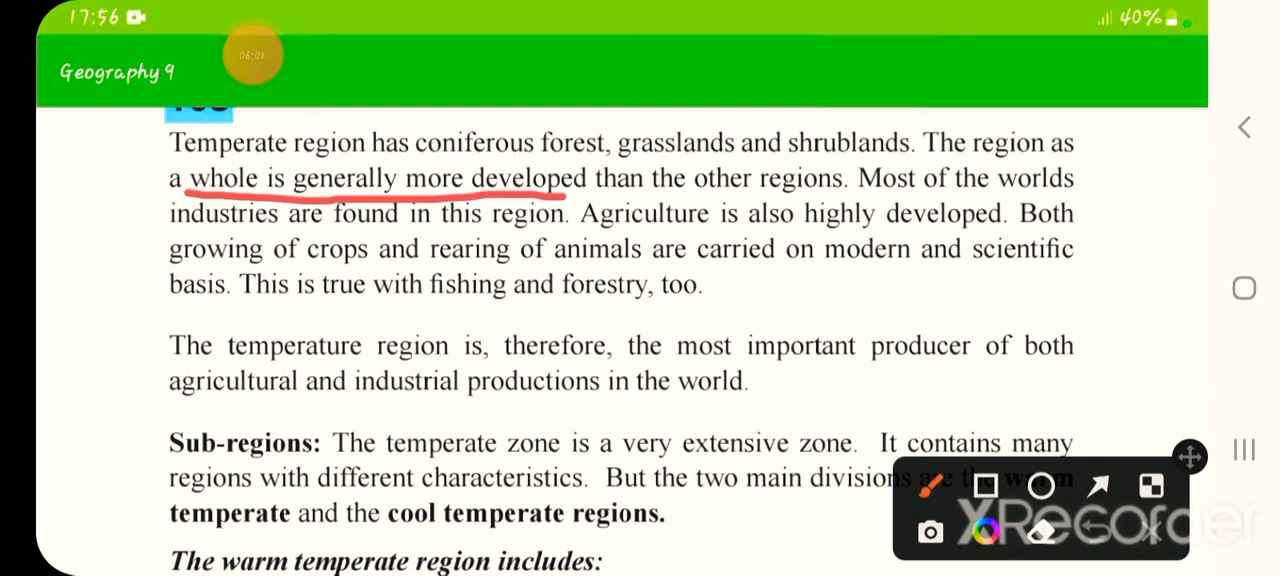 17:56
40%
06:09
Geography 9
Temperate region has coniferous forest, grasslands and shrublands. The region as
a whole is generally more developed than the other regions. Most of the worlds
industries are found in this region. Agriculture is also highly developed. Both
growing of crops and rearing of animals are carried on modern and scientific
basis. This is true with fishing and forestry, too.
The temperature region is, therefore, the most important producer of both
agricultural and industrial productions in the world.
Sub-regions: The temperate zone is a very extensive zone. It contains many
regions with different characteristics. But the two main divisions are the warm
temperate and the cool temperate regions.
XRecorder
The warm temperate region includes: